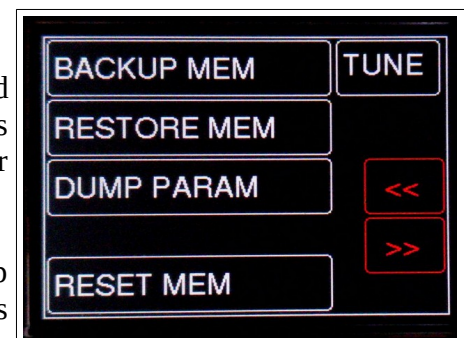 BACKUP MEM
TUNE
RESTORE MEM
DUMP PARAM
<<
>>
RESET MEM